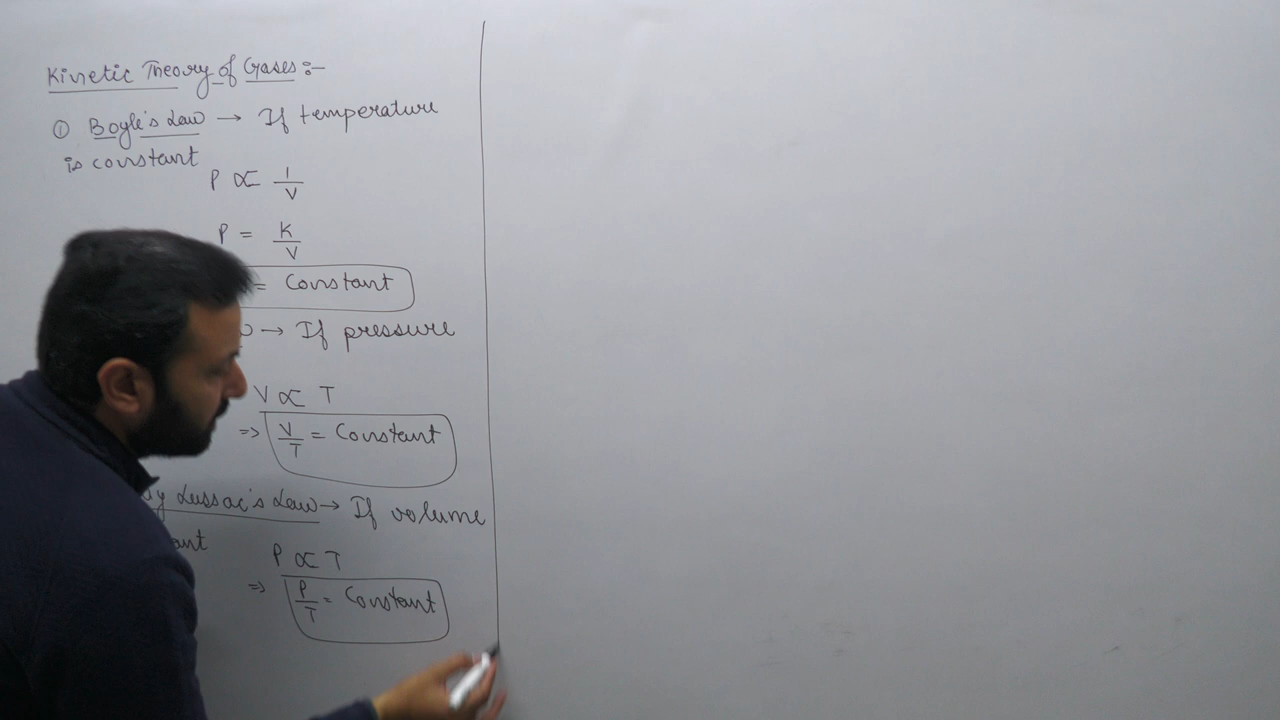 Kinetic Theory of Gases :-
① Boyle's Law → If temperature
is constant
P ∝ 1/V
P = K/V
= Constant
→ If pressure
V ∝ T
⇒ V/T = Constant
Lussac's Law → If volume
P ∝ T
⇒ P/T = Constant